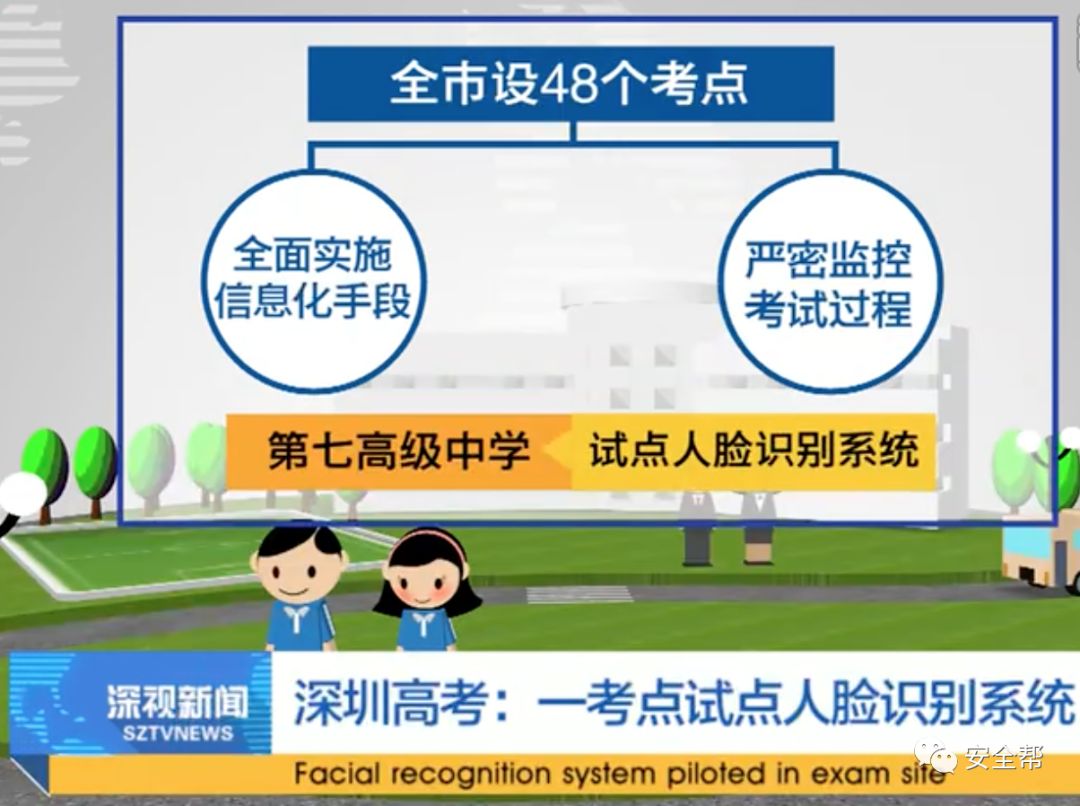 全市设48个考点
全面实施
信息化手段
严密监控
考试过程
第七高级中学
试点人脸识别系统
17
深视新闻
SZTVNEWS
深圳高考：一考点试点人脸识别系统
Facial recognition system piloted in exam site
安全帮